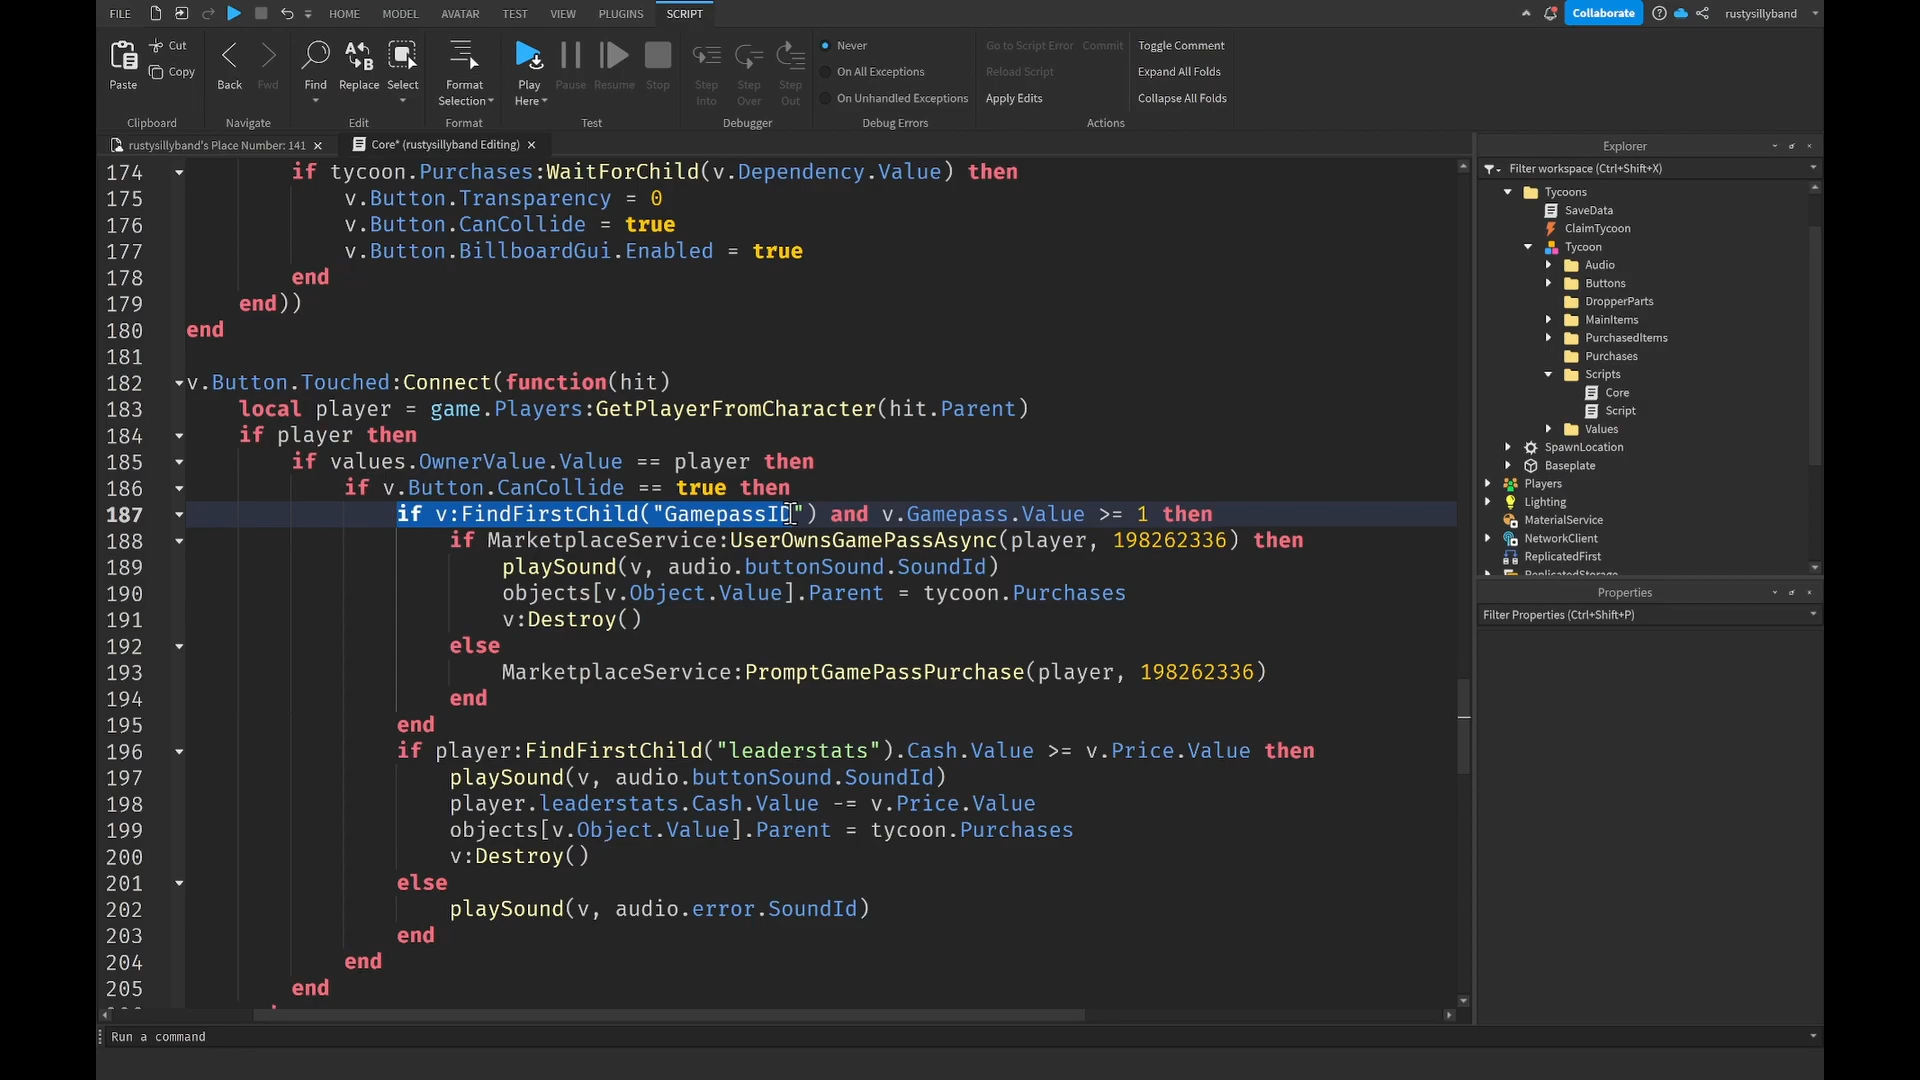 FILE HOME MODEL AVATAR TEST VIEW PLUGINS SCRIPT Collaborate rustysillyband
Paste Cut Copy Clipboard
Back Fwd Navigate
Find Replace Select Edit
Format Selection Format
Play Here Pause Resume Stop Test
Step Into Step Over Step Out Debugger
Never
On All Exceptions
On Unhandled Exceptions
Debug Errors
Go to Script Error Commit
Reload Script
Apply Edits
Toggle Comment
Expand All Folds
Collapse All Folds
Actions
rustysillyband's Place Number: 141 × Core* (rustysillyband Editing) ×
174 if tycoon.Purchases:WaitForChild(v.Dependency.Value) then
175 v.Button.Transparency = 0
176 v.Button.CanCollide = true
177 v.Button.BillboardGui.Enabled = true
178 end
179 end))
180 end
181
182 v.Button.Touched:Connect(function(hit)
183 local player = game.Players:GetPlayerFromCharacter(hit.Parent)
184 if player then
185 if values.OwnerValue.Value == player then
186 if v.Button.CanCollide == true then
187 if v:FindFirstChild("GamepassID") and v.Gamepass.Value >= 1 then
188 if MarketplaceService:UserOwnsGamePassAsync(player, 198262336) then
189 playSound(v, audio.buttonSound.SoundId)
190 objects[v.Object.Value].Parent = tycoon.Purchases
191 v:Destroy()
192 else
193 MarketplaceService:PromptGamePassPurchase(player, 198262336)
194 end
195 end
196 if player:FindFirstChild("leaderstats").Cash.Value >= v.Price.Value then
197 playSound(v, audio.buttonSound.SoundId)
198 player.leaderstats.Cash.Value -= v.Price.Value
199 objects[v.Object.Value].Parent = tycoon.Purchases
200 v:Destroy()
201 else
202 playSound(v, audio.error.SoundId)
203 end
204 end
205 end
Explorer
Filter workspace (Ctrl+Shift+X)
Tycoons
SaveData
ClaimTycoon
Tycoon
Audio
Buttons
DropperParts
MainItems
PurchasedItems
Purchases
Scripts
Core
Script
Values
SpawnLocation
Baseplate
Players
Lighting
MaterialService
NetworkClient
ReplicatedFirst
ReplicatedStorage
Properties
Filter Properties (Ctrl+Shift+P)
Run a command